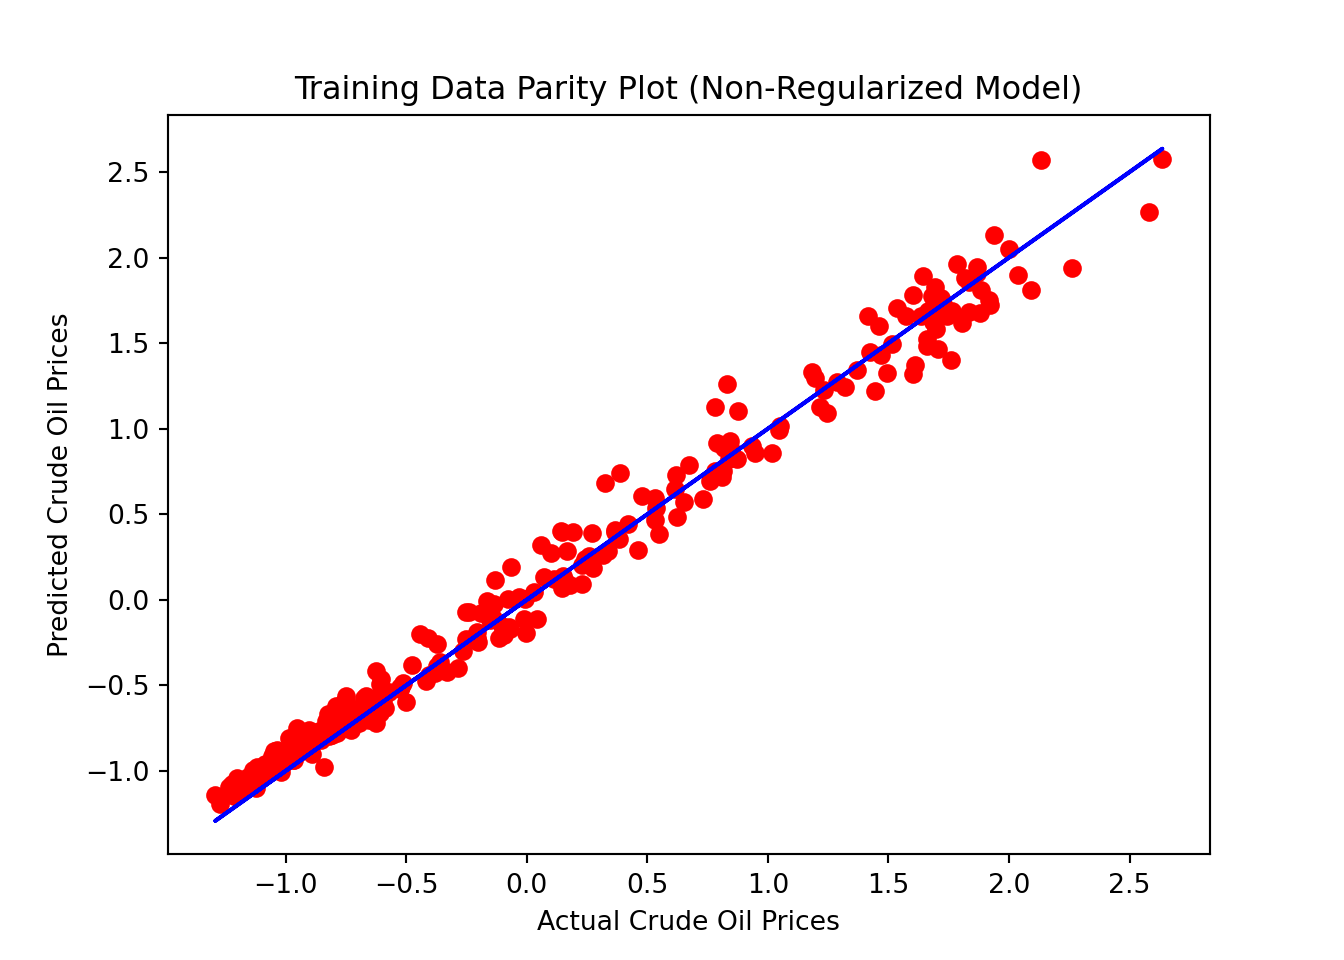 Training Data Parity Plot (Non-Regularized Model)
2.5
2.0
1.5
1.0
0.5
0.0
−0.5
−1.0
Predicted Crude Oil Prices
−1.0 −0.5 0.0 0.5 1.0 1.5 2.0 2.5
Actual Crude Oil Prices